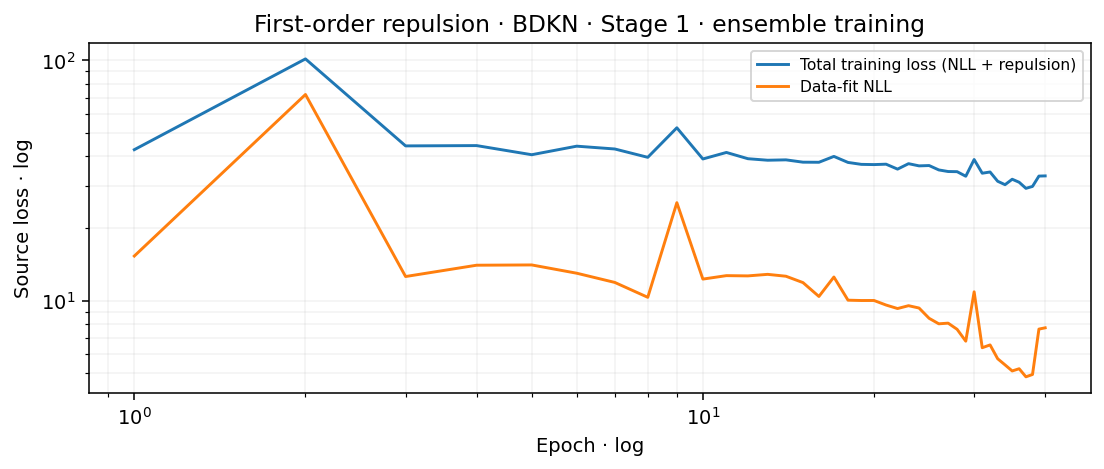 First-order repulsion · BDKN · Stage 1 · ensemble training
Total training loss (NLL + repulsion)
Data-fit NLL
Source loss · log
10²
10¹
10⁰
10¹
Epoch · log